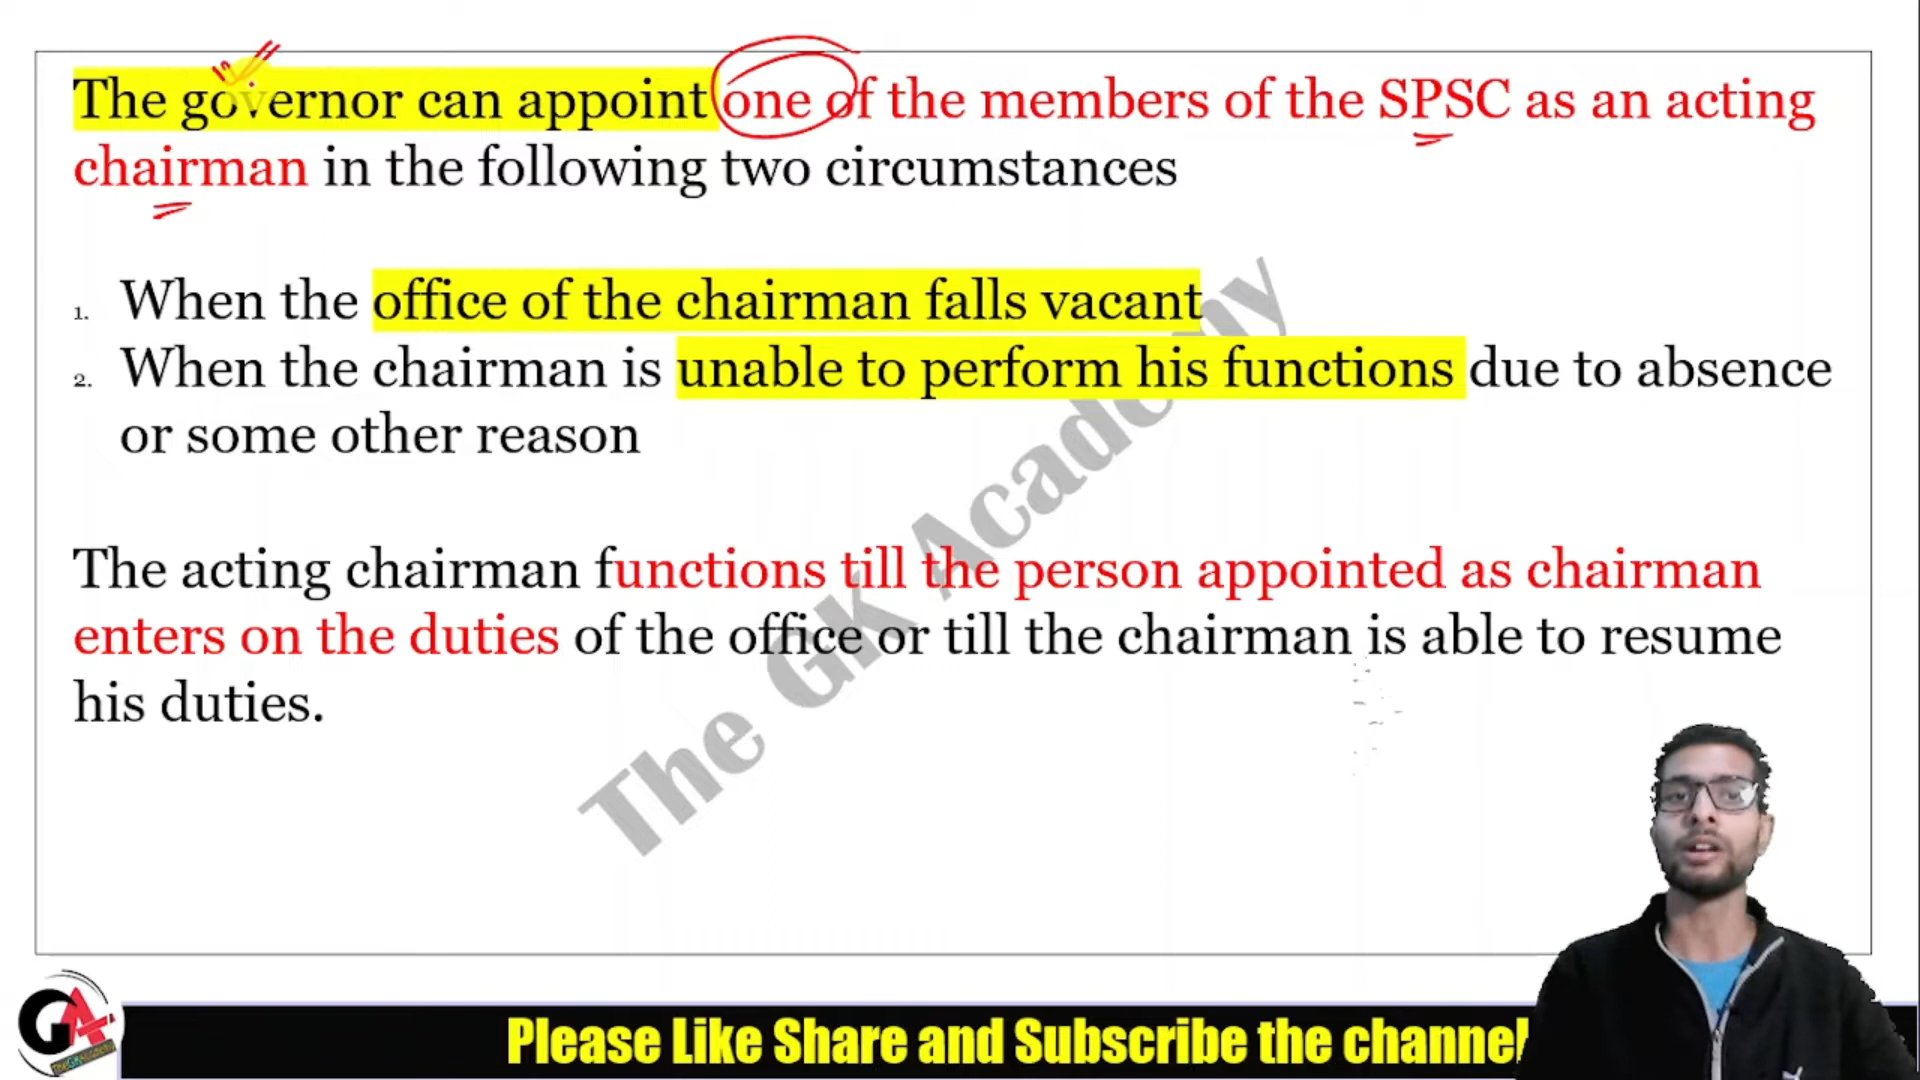 The governor can appoint one of the members of the SPSC as an acting
chairman in the following two circumstances
1. When the office of the chairman falls vacant
2. When the chairman is unable to perform his functions due to absence
or some other reason
The acting chairman functions till the person appointed as chairman
enters on the duties of the office or till the chairman is able to resume
his duties.
The GK Academy
GA
TheGKAcademy
Please Like Share and Subscribe the channel